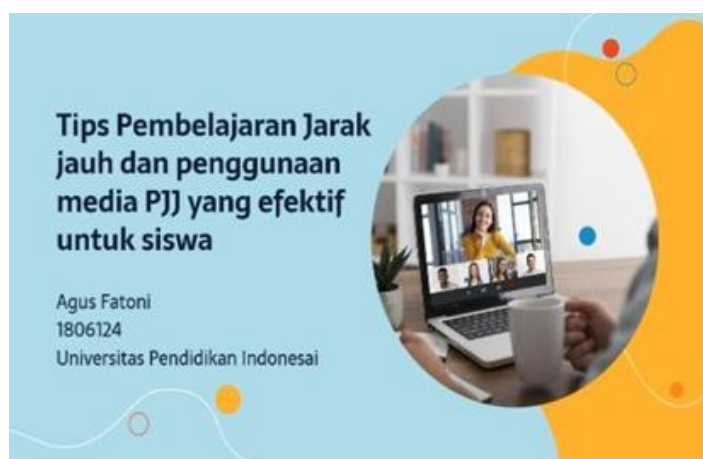 Tips Pembelajaran Jarak
jauh dan penggunaan
media PJJ yang efektif
untuk siswa
Agus Fatoni
1806124
Universitas Pendidikan Indonesai